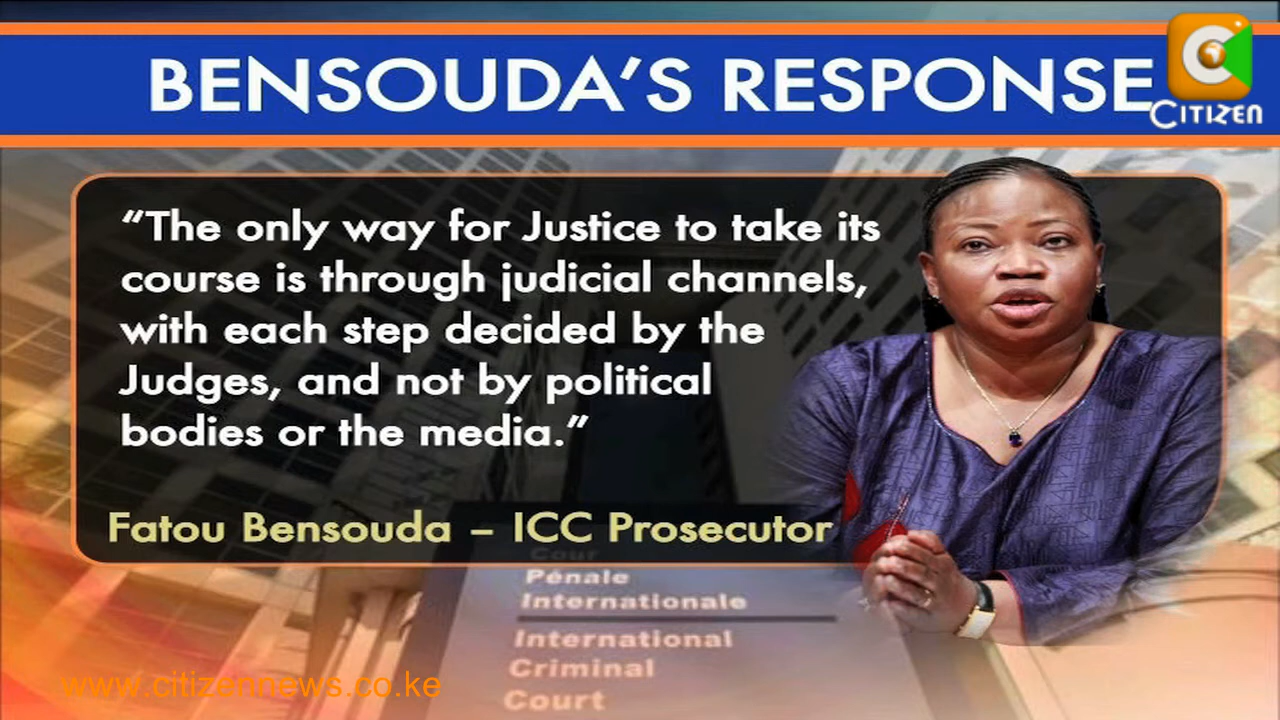 BENSOUDA'S RESPONSE
CITIZEN
“The only way for Justice to take its
course is through judicial channels,
with each step decided by the
Judges, and not by political
bodies or the media.”
Fatou Bensouda – ICC Prosecutor
Cour
Pénale
Internationale
International
Criminal
Court
www.citizennews.co.ke